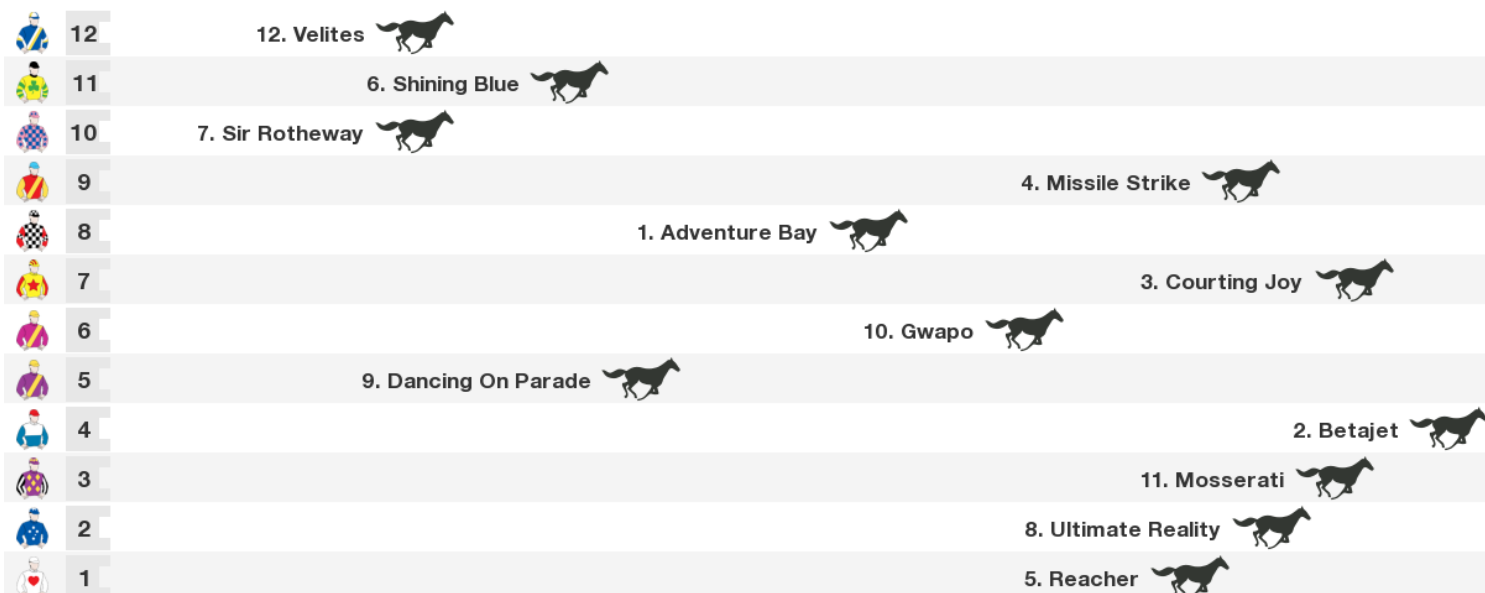 12 12. Velites
11 6. Shining Blue
10 7. Sir Rotheway
9 4. Missile Strike
8 1. Adventure Bay
7 3. Courting Joy
6 10. Gwapo
5 9. Dancing On Parade
4 2. Betajet
3 11. Mosserati
2 8. Ultimate Reality
1 5. Reacher